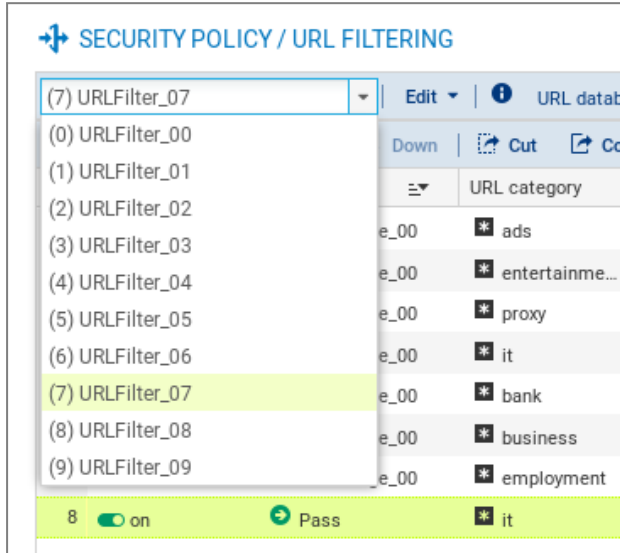 SECURITY POLICY / URL FILTERING
(7) URLFilter_07 Edit URL datab
(0) URLFilter_00
Down Cut Co
(1) URLFilter_01
URL category
(2) URLFilter_02
e_00 ads
(3) URLFilter_03
e_00 entertainme...
(4) URLFilter_04
e_00 proxy
(5) URLFilter_05
e_00 it
(6) URLFilter_06
(7) URLFilter_07
e_00 bank
(8) URLFilter_08
e_00 business
(9) URLFilter_09
e_00 employment
8 on Pass it